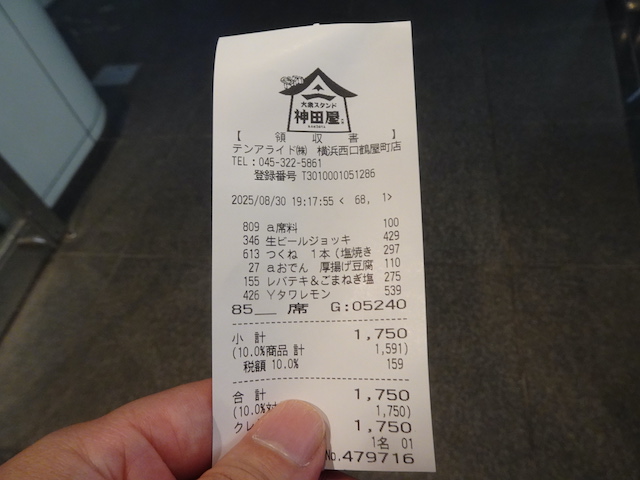 大衆スタンド
神田屋
【 領 収 書 】
テンアライド㈱ 横浜西口鶴屋町店
TEL:045-322-5861
登録番号 T3010001051286
2025/08/30 19:17:55 < 68, 1>
809 a席料 100
346 生ビールジョッキ 429
613 つくね 1本(塩焼き 297
27 aおでん 厚揚げ豆腐 110
155 レバテキ&ごまねぎ塩 275
426 Yタワレモン 539
85__ 席 G:05240
小 計 1,750
(10.0%商品 計 1,591)
税額 10.0% 159
合 計 1,750
(10.0%対 1,750)
クレ 1,750
1名 01
No.479716